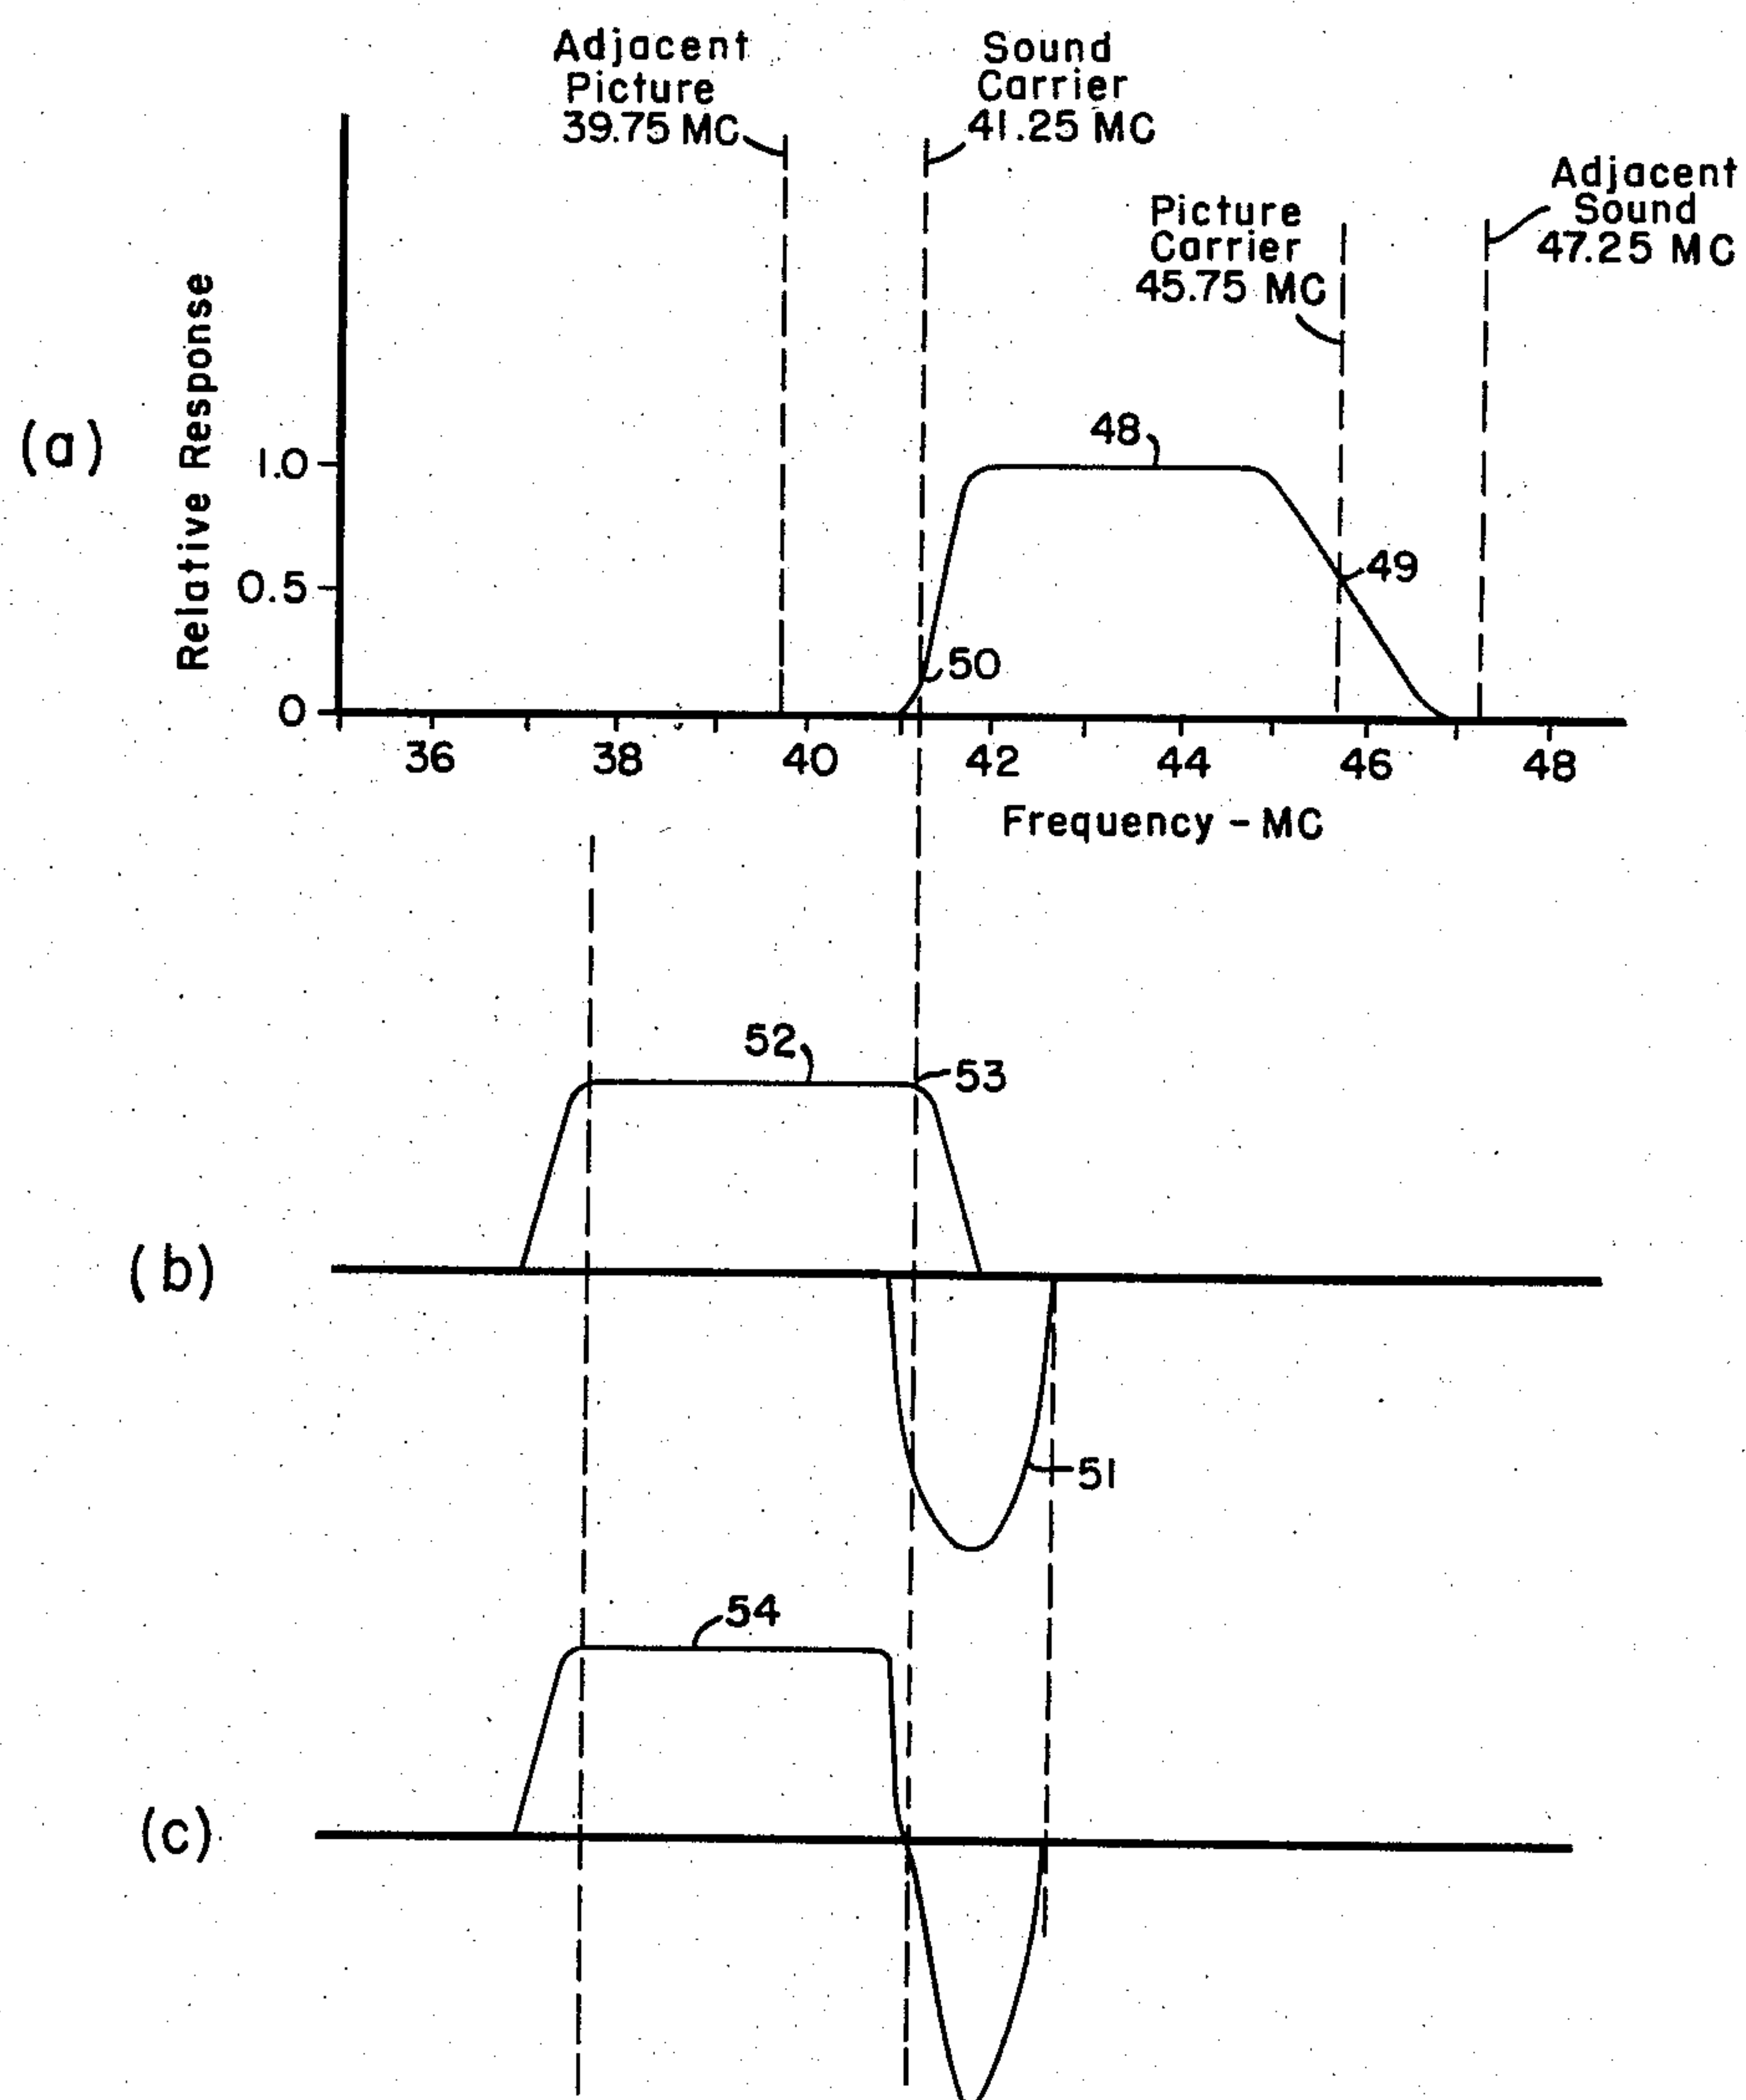 Adjacent
Picture
39.75 MC
Sound
Carrier
41.25 MC
Picture
Carrier
45.75 MC
Adjacent
Sound
47.25 MC
(a)
Relative Response
1.0
0.5
0
48
49
50
36 38 40 42 44 46 48
Frequency - MC
52
53
(b)
51
54
(c)